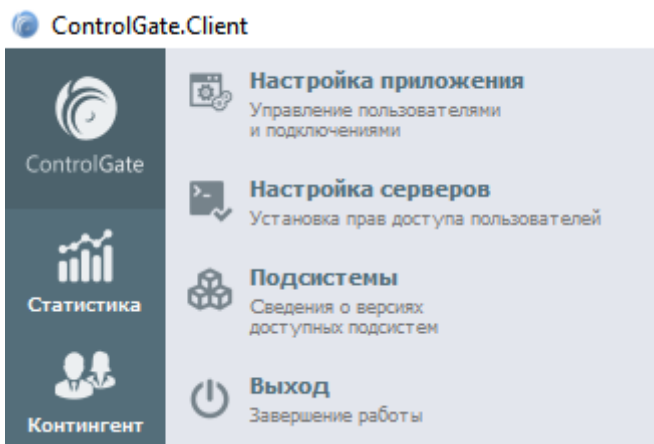 ControlGate.Client
ControlGate
Статистика
Контингент
Настройка приложения
Управление пользователями
и подключениями
Настройка серверов
Установка прав доступа пользователей
Подсистемы
Сведения о версиях
доступных подсистем
Выход
Завершение работы